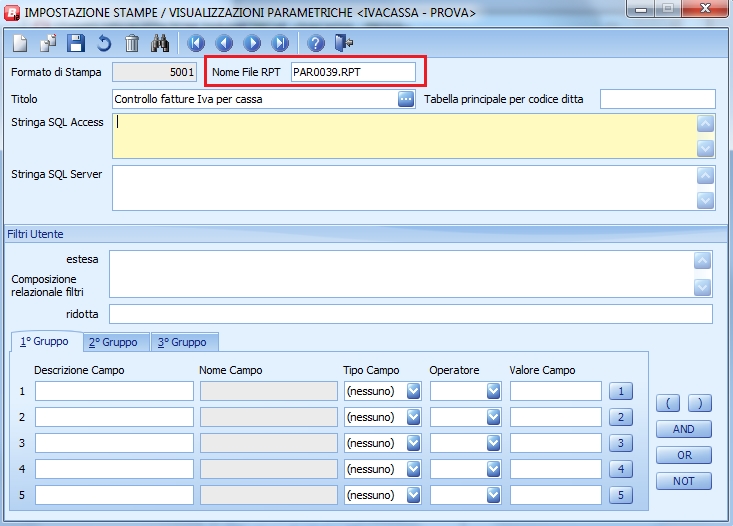 IMPOSTAZIONE STAMPE / VISUALIZZAZIONI PARAMETRICHE <IVACASSA - PROVA>
Formato di Stampa 5001 Nome File RPT PAR0039.RPT
Titolo Controllo fatture Iva per cassa ... Tabella principale per codice ditta
Stringa SQL Access
Stringa SQL Server
Filtri Utente
estesa
Composizione
relazionale filtri
ridotta
1° Gruppo 2° Gruppo 3° Gruppo
Descrizione Campo Nome Campo Tipo Campo Operatore Valore Campo
1 (nessuno) 1 ( )
2 (nessuno) 2 AND
3 (nessuno) 3 OR
4 (nessuno) 4 NOT
5 (nessuno) 5